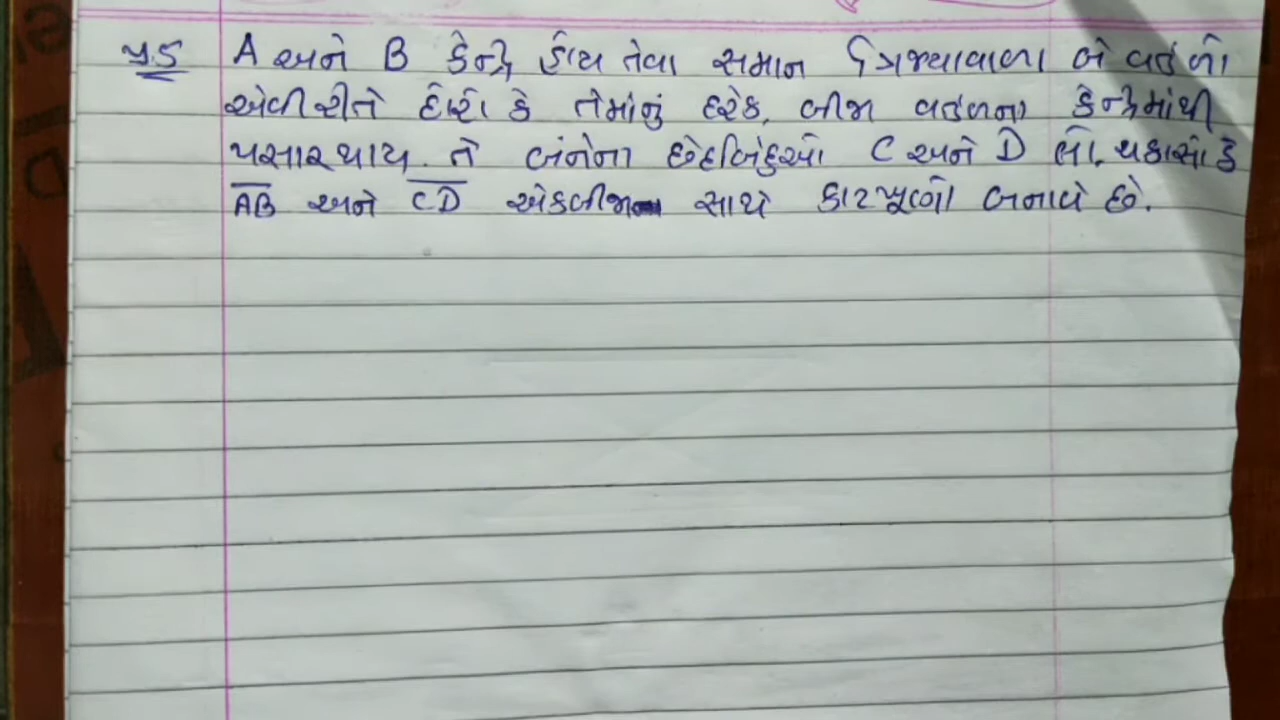 પ્ર.5 A અને B કેન્દ્રો હોય તેવા સમાન ત્રિજ્યાવાળા બે વર્તુળો
એવી રીતે દોરો કે તેમાંનું દરેક, બીજા વર્તુળના કેન્દ્રમાંથી
પસાર થાય. તે બંનેના છેદબિંદુઓ C અને D લો, ચકાસો કે
AB અને CD એકબીજા સાથે કાટખૂણો બનાવે છે.